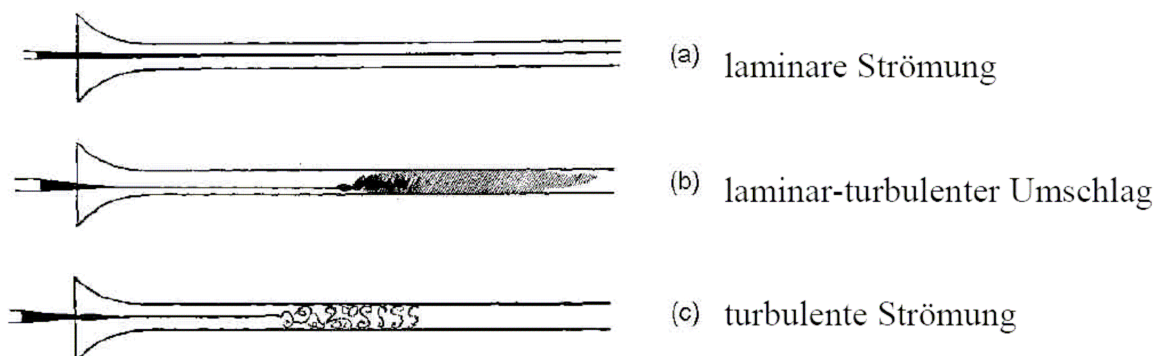 (a) laminare Strömung
(b) laminar-turbulenter Umschlag
(c) turbulente Strömung